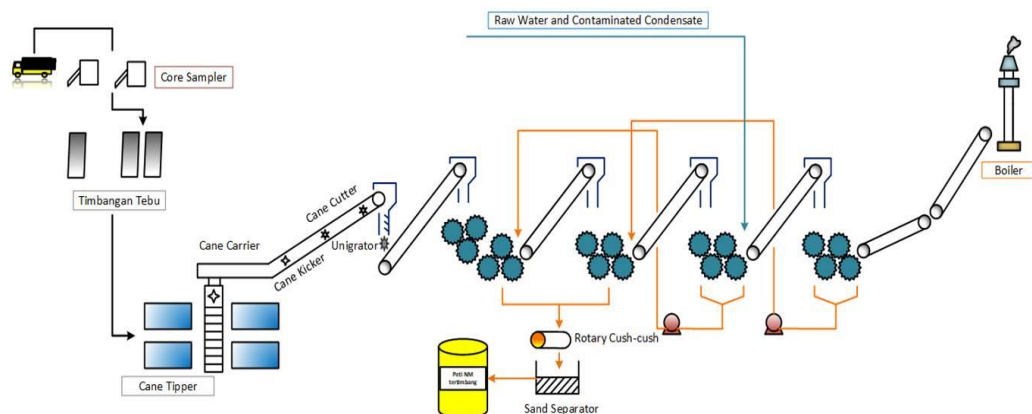 Raw Water and Contaminated Condensate
Core Sampler
Timbangan Tebu
Boiler
Cane Cutter
Cane Carrier
Unigrator
Cane Kicker
Rotary Cush-cush
Peti NM
tertimbang
Cane Tipper
Sand Separator